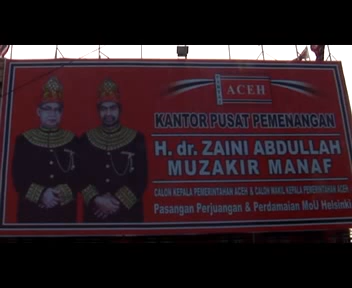 ACEH
KANTOR PUSAT PEMENANGAN
H. dr. ZAINI ABDULLAH
MUZAKIR MANAF
CALON KEPALA PEMERINTAHAN ACEH & CALON WAKIL KEPALA PEMERINTAHAN ACEH
Pasangan Perjuangan & Perdamaian MoU Helsinki